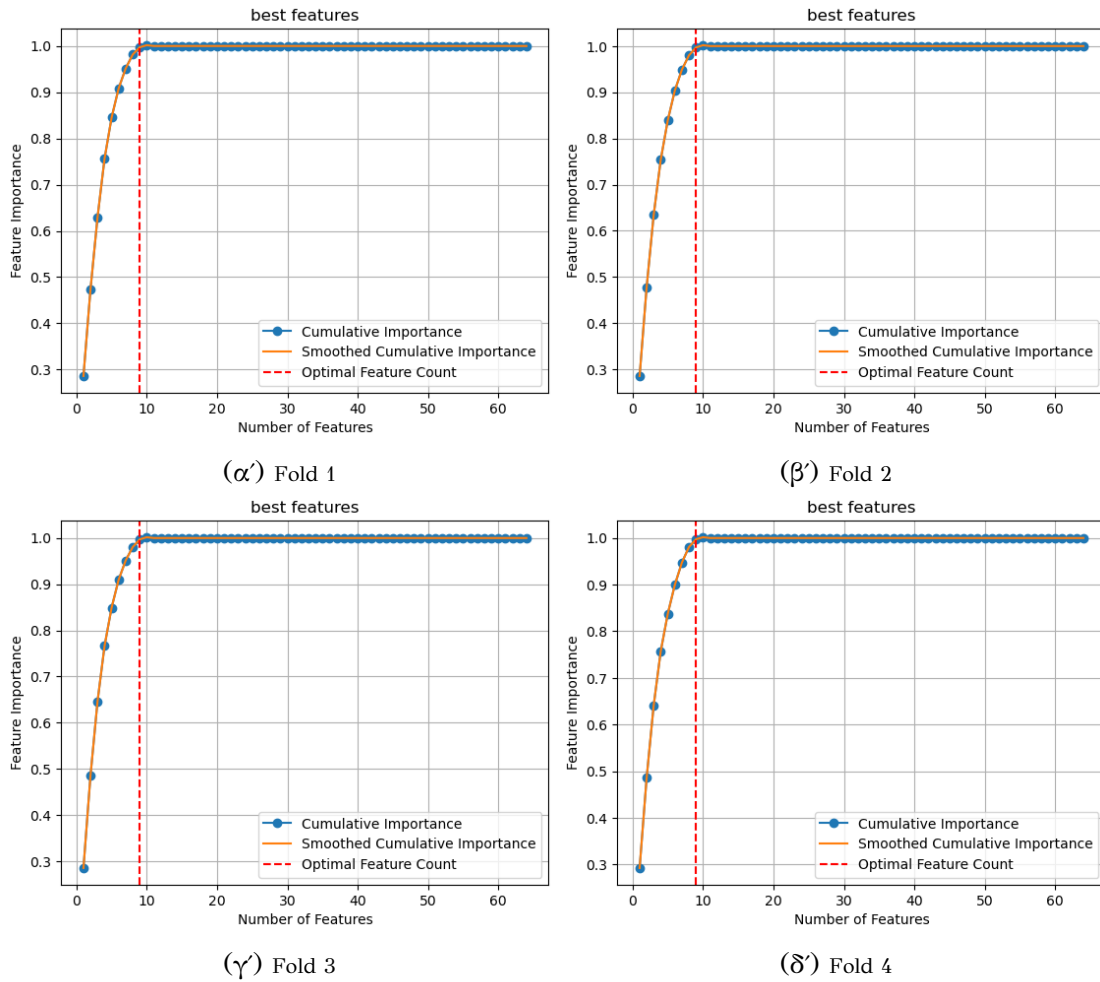 best features
Feature Importance
1.0
0.9
0.8
0.7
0.6
0.5
0.4
0.3
Cumulative Importance
Smoothed Cumulative Importance
Optimal Feature Count
0 10 20 30 40 50 60
Number of Features
(α′) Fold 1
best features
Feature Importance
1.0
0.9
0.8
0.7
0.6
0.5
0.4
0.3
Cumulative Importance
Smoothed Cumulative Importance
Optimal Feature Count
0 10 20 30 40 50 60
Number of Features
(β′) Fold 2
best features
Feature Importance
1.0
0.9
0.8
0.7
0.6
0.5
0.4
0.3
Cumulative Importance
Smoothed Cumulative Importance
Optimal Feature Count
0 10 20 30 40 50 60
Number of Features
(γ′) Fold 3
best features
Feature Importance
1.0
0.9
0.8
0.7
0.6
0.5
0.4
0.3
Cumulative Importance
Smoothed Cumulative Importance
Optimal Feature Count
0 10 20 30 40 50 60
Number of Features
(δ′) Fold 4